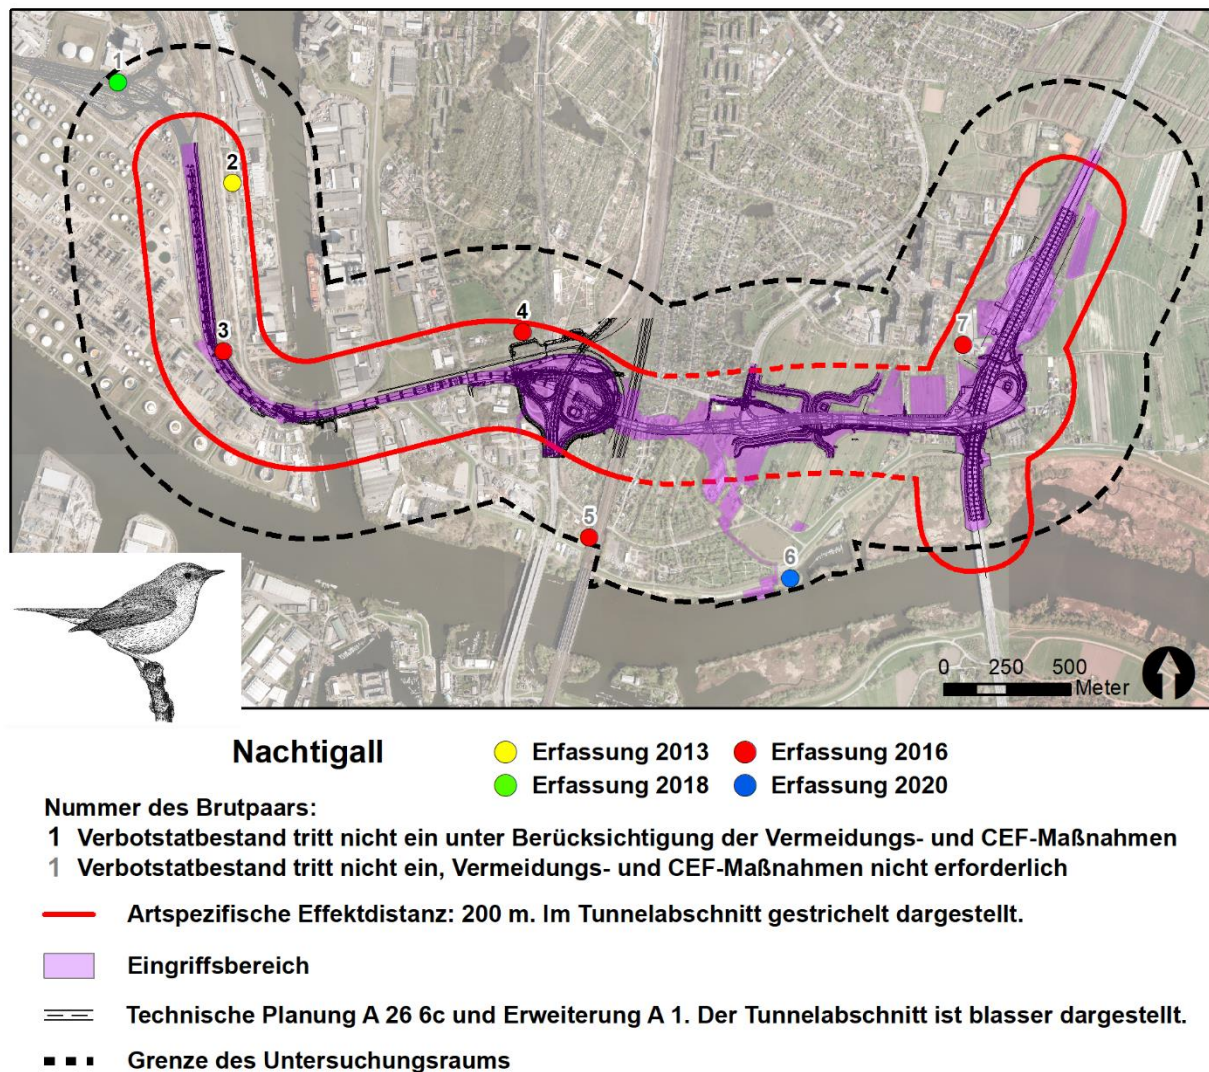 1
2
3
4
5
6
7
0 250 500
Meter
Nachtigall
Erfassung 2013
Erfassung 2016
Erfassung 2018
Erfassung 2020
Nummer des Brutpaars:
1 Verbotstatbestand tritt nicht ein unter Berücksichtigung der Vermeidungs- und CEF-Maßnahmen
1 Verbotstatbestand tritt nicht ein, Vermeidungs- und CEF-Maßnahmen nicht erforderlich
Artspezifische Effektdistanz: 200 m. Im Tunnelabschnitt gestrichelt dargestellt.
Eingriffsbereich
Technische Planung A 26 6c und Erweiterung A 1. Der Tunnelabschnitt ist blasser dargestellt.
Grenze des Untersuchungsraums